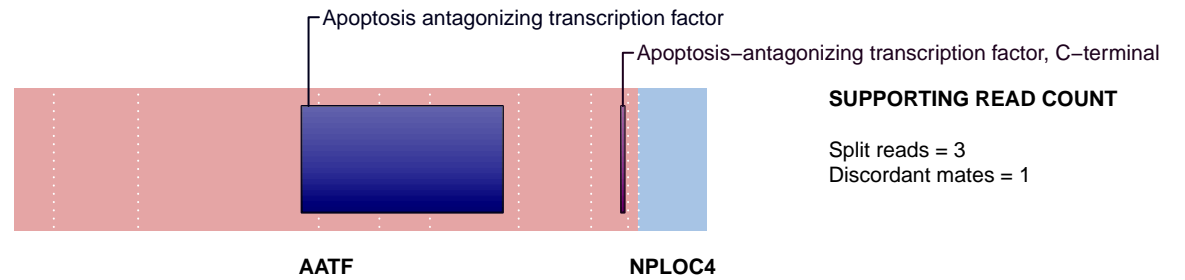 Apoptosis antagonizing transcription factor
Apoptosis−antagonizing transcription factor, C−terminal
SUPPORTING READ COUNT
Split reads = 3
Discordant mates = 1
AATF
NPLOC4